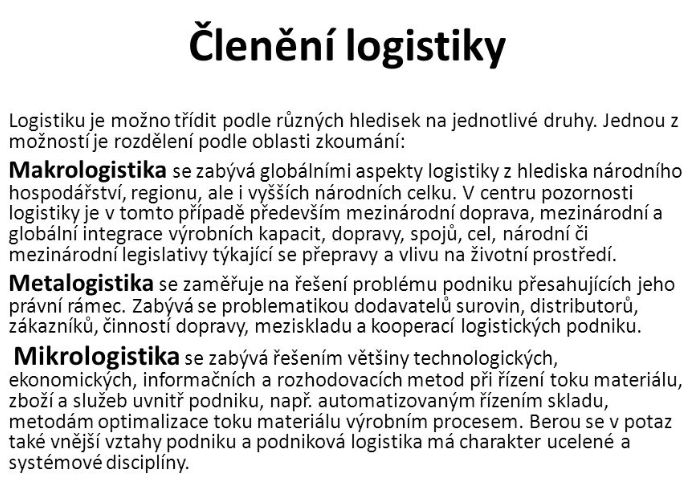 Členění logistiky
Logistiku je možno třídit podle různých hledisek na jednotlivé druhy. Jednou z
možností je rozdělení podle oblasti zkoumání:
Makrologistika se zabývá globálními aspekty logistiky z hlediska národního
hospodářství, regionu, ale i vyšších národních celku. V centru pozornosti
logistiky je v tomto případě především mezinárodní doprava, mezinárodní a
globální integrace výrobních kapacit, dopravy, spojů, cel, národní či
mezinárodní legislativy týkající se přepravy a vlivu na životní prostředí.
Metalogistika se zaměřuje na řešení problému podniku přesahujících jeho
právní rámec. Zabývá se problematikou dodavatelů surovin, distributorů,
zákazníků, činností dopravy, meziskladu a kooperací logistických podniku.
Mikrologistika se zabývá řešením většiny technologických,
ekonomických, informačních a rozhodovacích metod při řízení toku materiálu,
zboží a služeb uvnitř podniku, např. automatizovaným řízením skladu,
metodám optimalizace toku materiálu výrobním procesem. Berou se v potaz
také vnější vztahy podniku a podniková logistika má charakter ucelené a
systémové disciplíny.